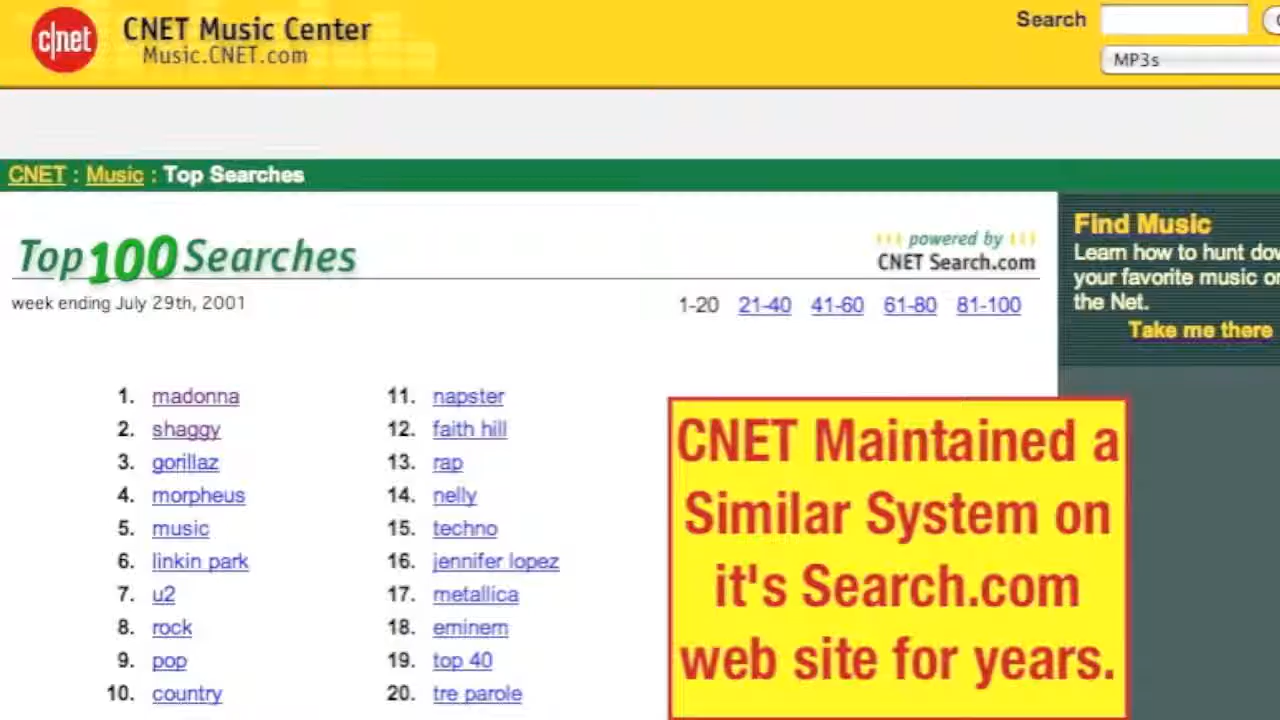 c|net
CNET Music Center
Music.CNET.com
Search
MP3s
CNET : Music : Top Searches
Top 100 Searches
powered by
CNET Search.com
week ending July 29th, 2001
1-20 21-40 41-60 61-80 81-100
Find Music
Learn how to hunt dow
your favorite music o
the Net.
Take me there
1. madonna
2. shaggy
3. gorillaz
4. morpheus
5. music
6. linkin park
7. u2
8. rock
9. pop
10. country
11. napster
12. faith hill
13. rap
14. nelly
15. techno
16. jennifer lopez
17. metallica
18. eminem
19. top 40
20. tre parole
CNET Maintained a
Similar System on
it's Search.com
web site for years.